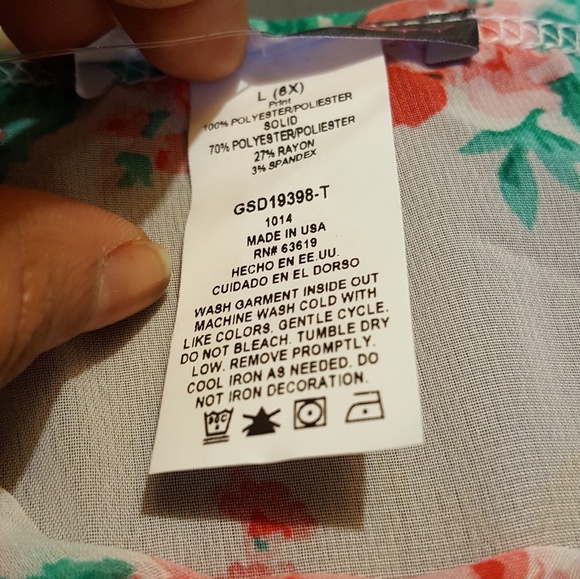 L (6X)
Print
100% POLYESTER/POLIESTER
SOLID
70% POLYESTER/POLIESTER
27% RAYON
3% SPANDEX
GSD19398-T
1014
MADE IN USA
RN# 63619
HECHO EN EE.UU.
CUIDADO EN EL DORSO
WASH GARMENT INSIDE OUT
MACHINE WASH COLD WITH
LIKE COLORS. GENTLE CYCLE.
DO NOT BLEACH. TUMBLE DRY
LOW. REMOVE PROMPTLY.
COOL IRON AS NEEDED. DO
NOT IRON DECORATION.